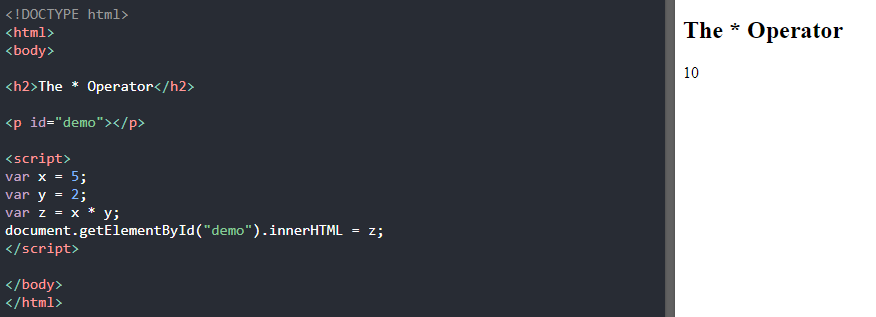 <!DOCTYPE html>
<html>
<body>
<h2>The * Operator</h2>
<p id="demo"></p>
<script>
var x = 5;
var y = 2;
var z = x * y;
document.getElementById("demo").innerHTML = z;
</script>
</body>
</html>
The * Operator
10